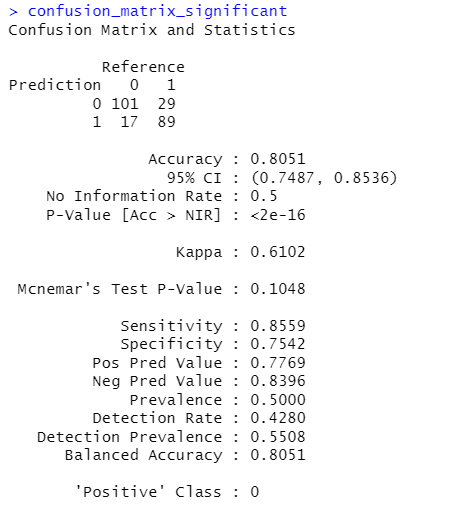 > confusion_matrix_significant
Confusion Matrix and Statistics
Reference
Prediction 0 1
0 101 29
1 17 89
Accuracy : 0.8051
95% CI : (0.7487, 0.8536)
No Information Rate : 0.5
P-Value [Acc > NIR] : <2e-16
Kappa : 0.6102
Mcnemar's Test P-Value : 0.1048
Sensitivity : 0.8559
Specificity : 0.7542
Pos Pred Value : 0.7769
Neg Pred Value : 0.8396
Prevalence : 0.5000
Detection Rate : 0.4280
Detection Prevalence : 0.5508
Balanced Accuracy : 0.8051
'Positive' Class : 0